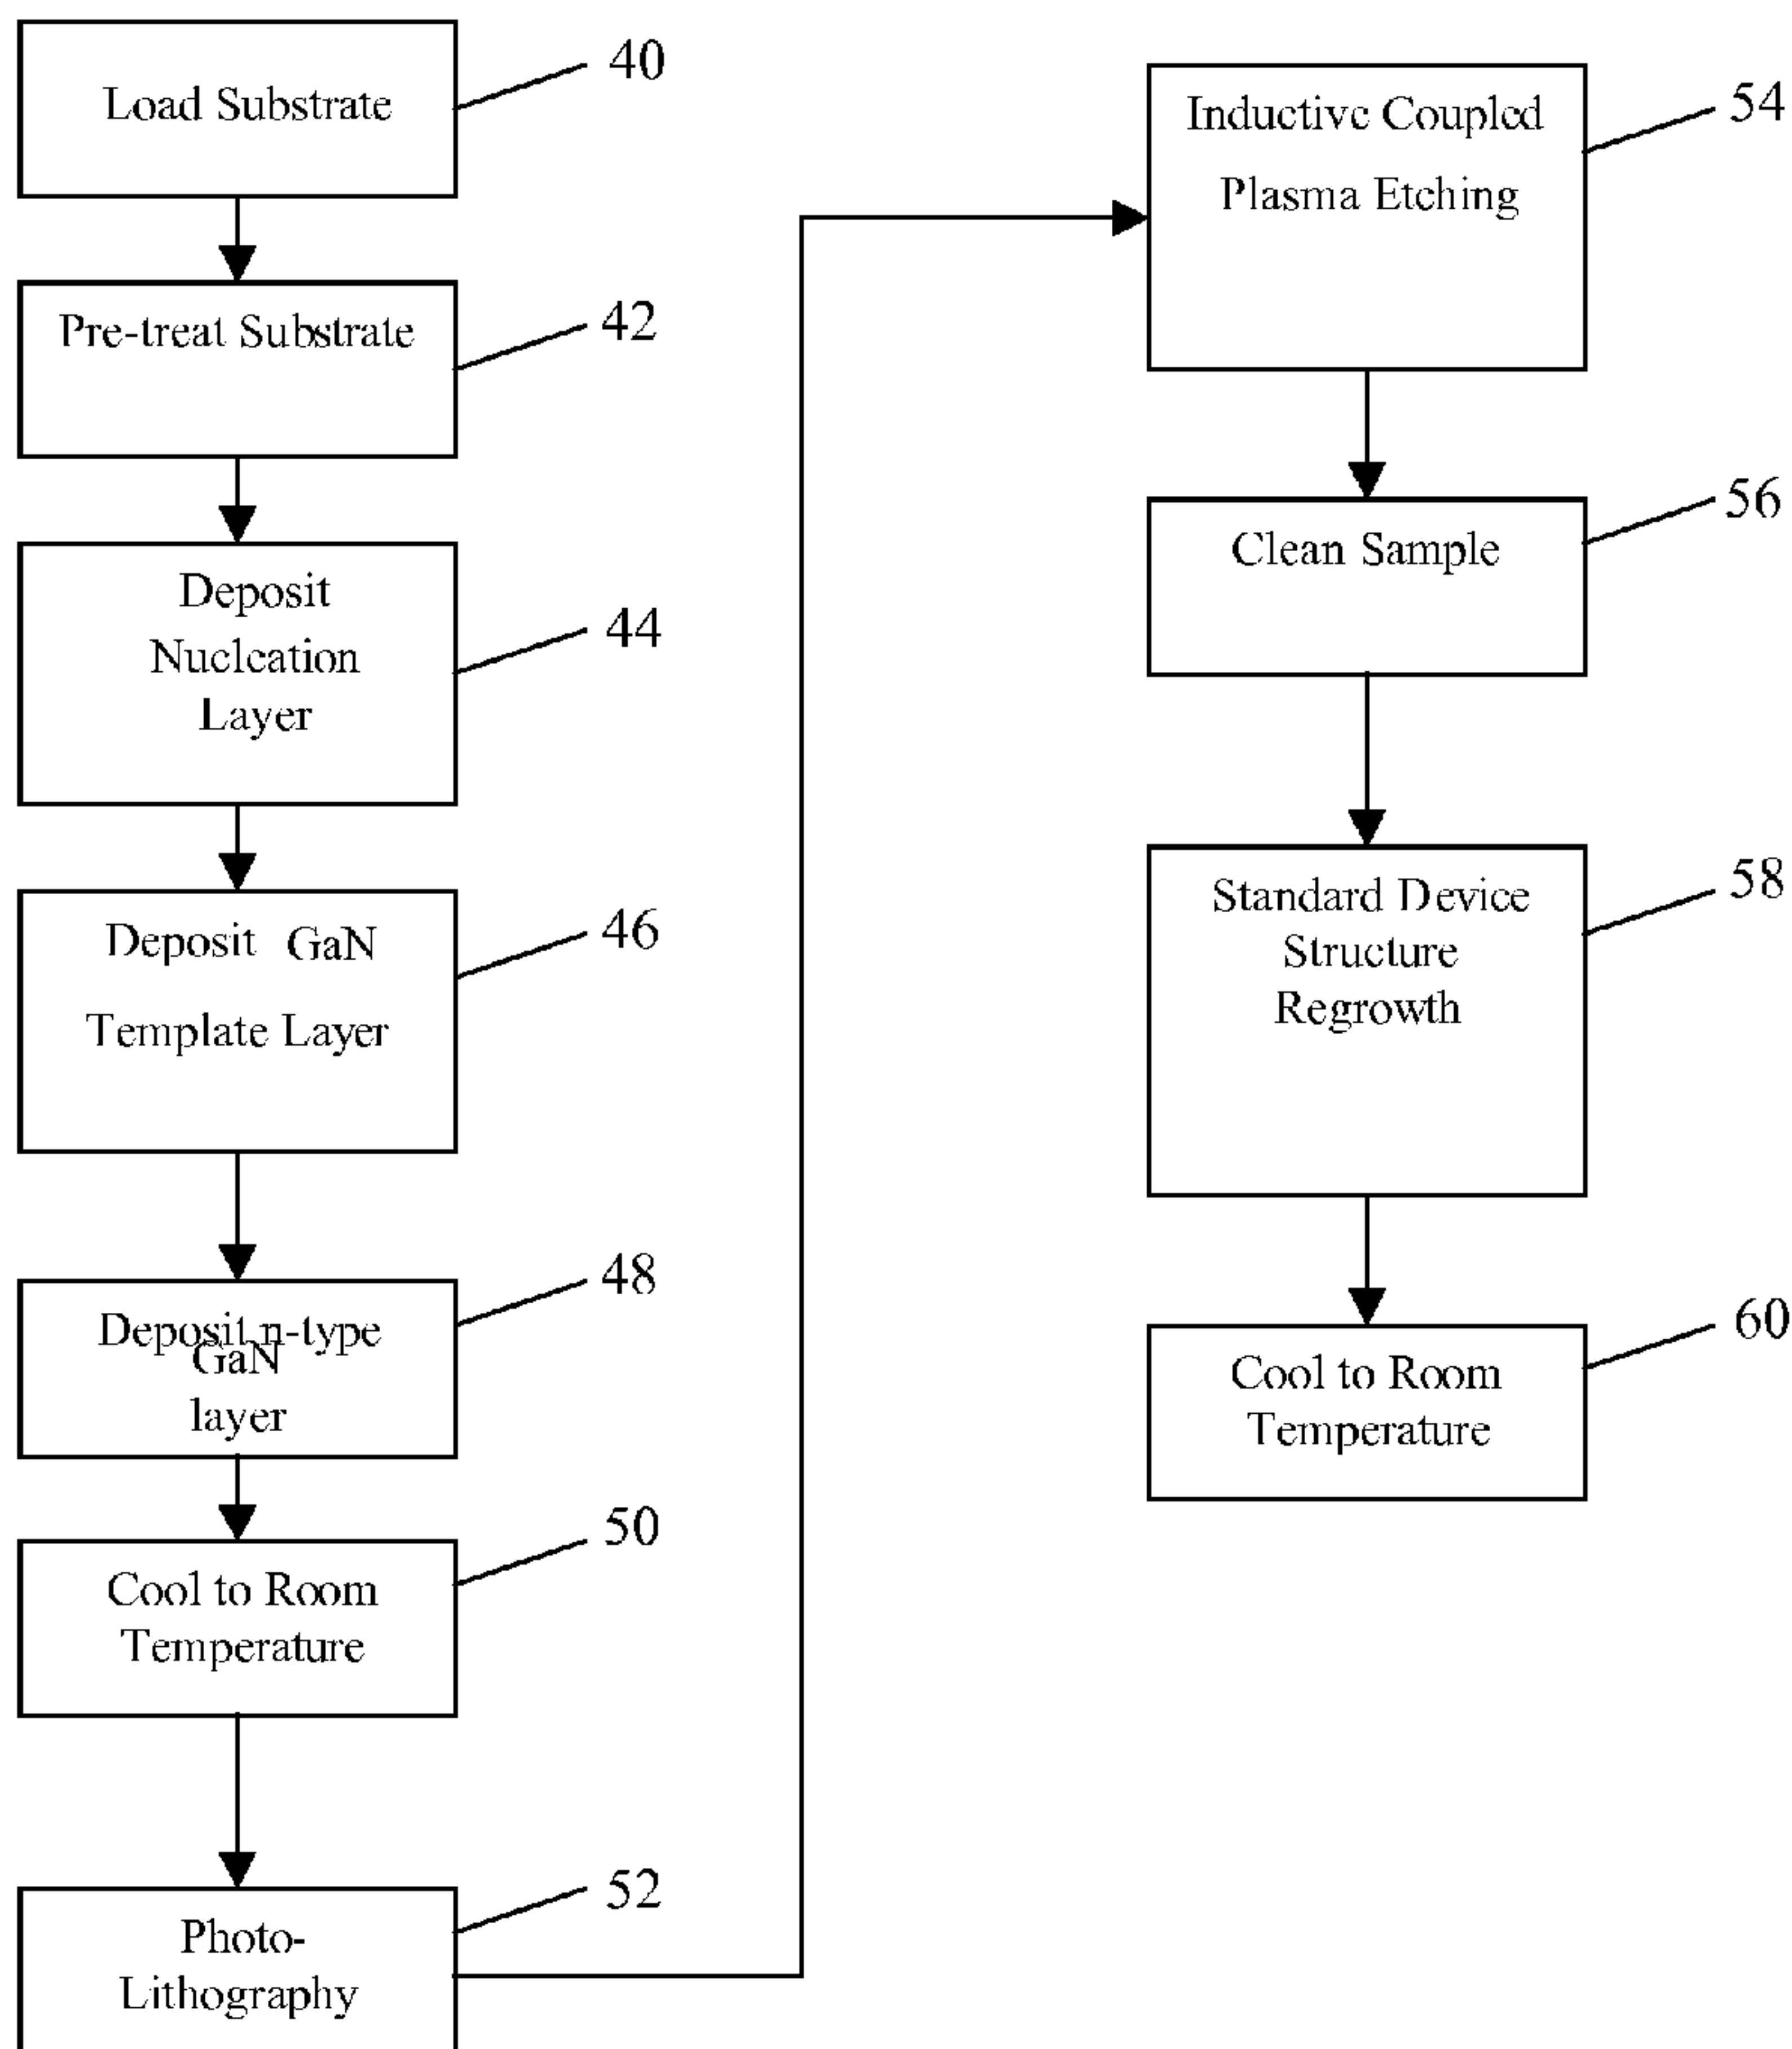 Load Substrate
40
Pre-treat Substrate
42
Deposit
Nucleation
Layer
44
Deposit GaN
Template Layer
46
Deposit n-type
GaN
layer
48
Cool to Room
Temperature
50
Photo-
Lithography
52
Inductive Coupled
Plasma Etching
54
Clean Sample
56
Standard Device
Structure
Regrowth
58
Cool to Room
Temperature
60